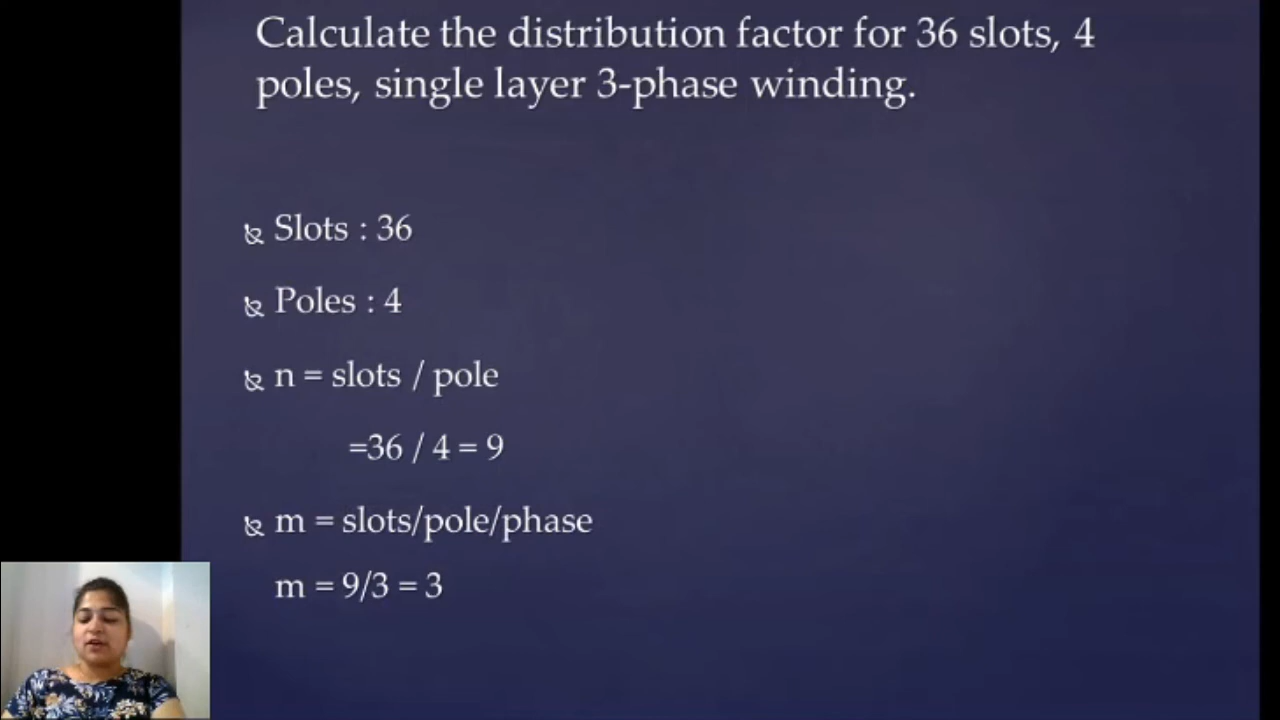 Calculate the distribution factor for 36 slots, 4
poles, single layer 3-phase winding.
Slots : 36
Poles : 4
n = slots / pole
=36 / 4 = 9
m = slots/pole/phase
m = 9/3 = 3